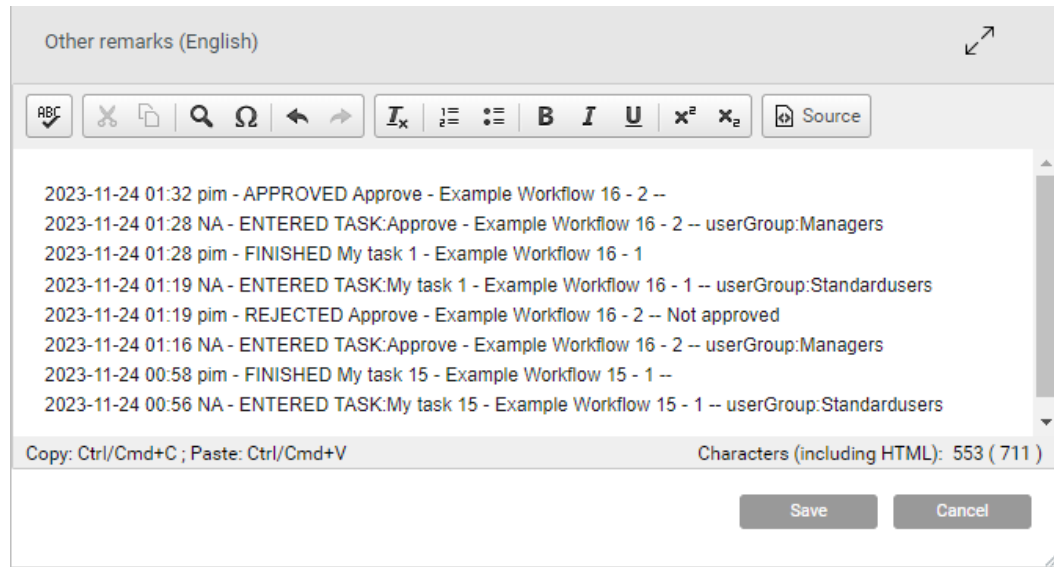 Other remarks (English)
ABC
Ω
Ix
1= 2=
B I U x² x₂
Source
2023-11-24 01:32 pim - APPROVED Approve - Example Workflow 16 - 2 --
2023-11-24 01:28 NA - ENTERED TASK:Approve - Example Workflow 16 - 2 -- userGroup:Managers
2023-11-24 01:28 pim - FINISHED My task 1 - Example Workflow 16 - 1
2023-11-24 01:19 NA - ENTERED TASK:My task 1 - Example Workflow 16 - 1 -- userGroup:Standardusers
2023-11-24 01:19 pim - REJECTED Approve - Example Workflow 16 - 2 -- Not approved
2023-11-24 01:16 NA - ENTERED TASK:Approve - Example Workflow 16 - 2 -- userGroup:Managers
2023-11-24 00:58 pim - FINISHED My task 15 - Example Workflow 15 - 1 --
2023-11-24 00:56 NA - ENTERED TASK:My task 15 - Example Workflow 15 - 1 -- userGroup:Standardusers
Copy: Ctrl/Cmd+C ; Paste: Ctrl/Cmd+V Characters (including HTML): 553 ( 711 )
Save Cancel